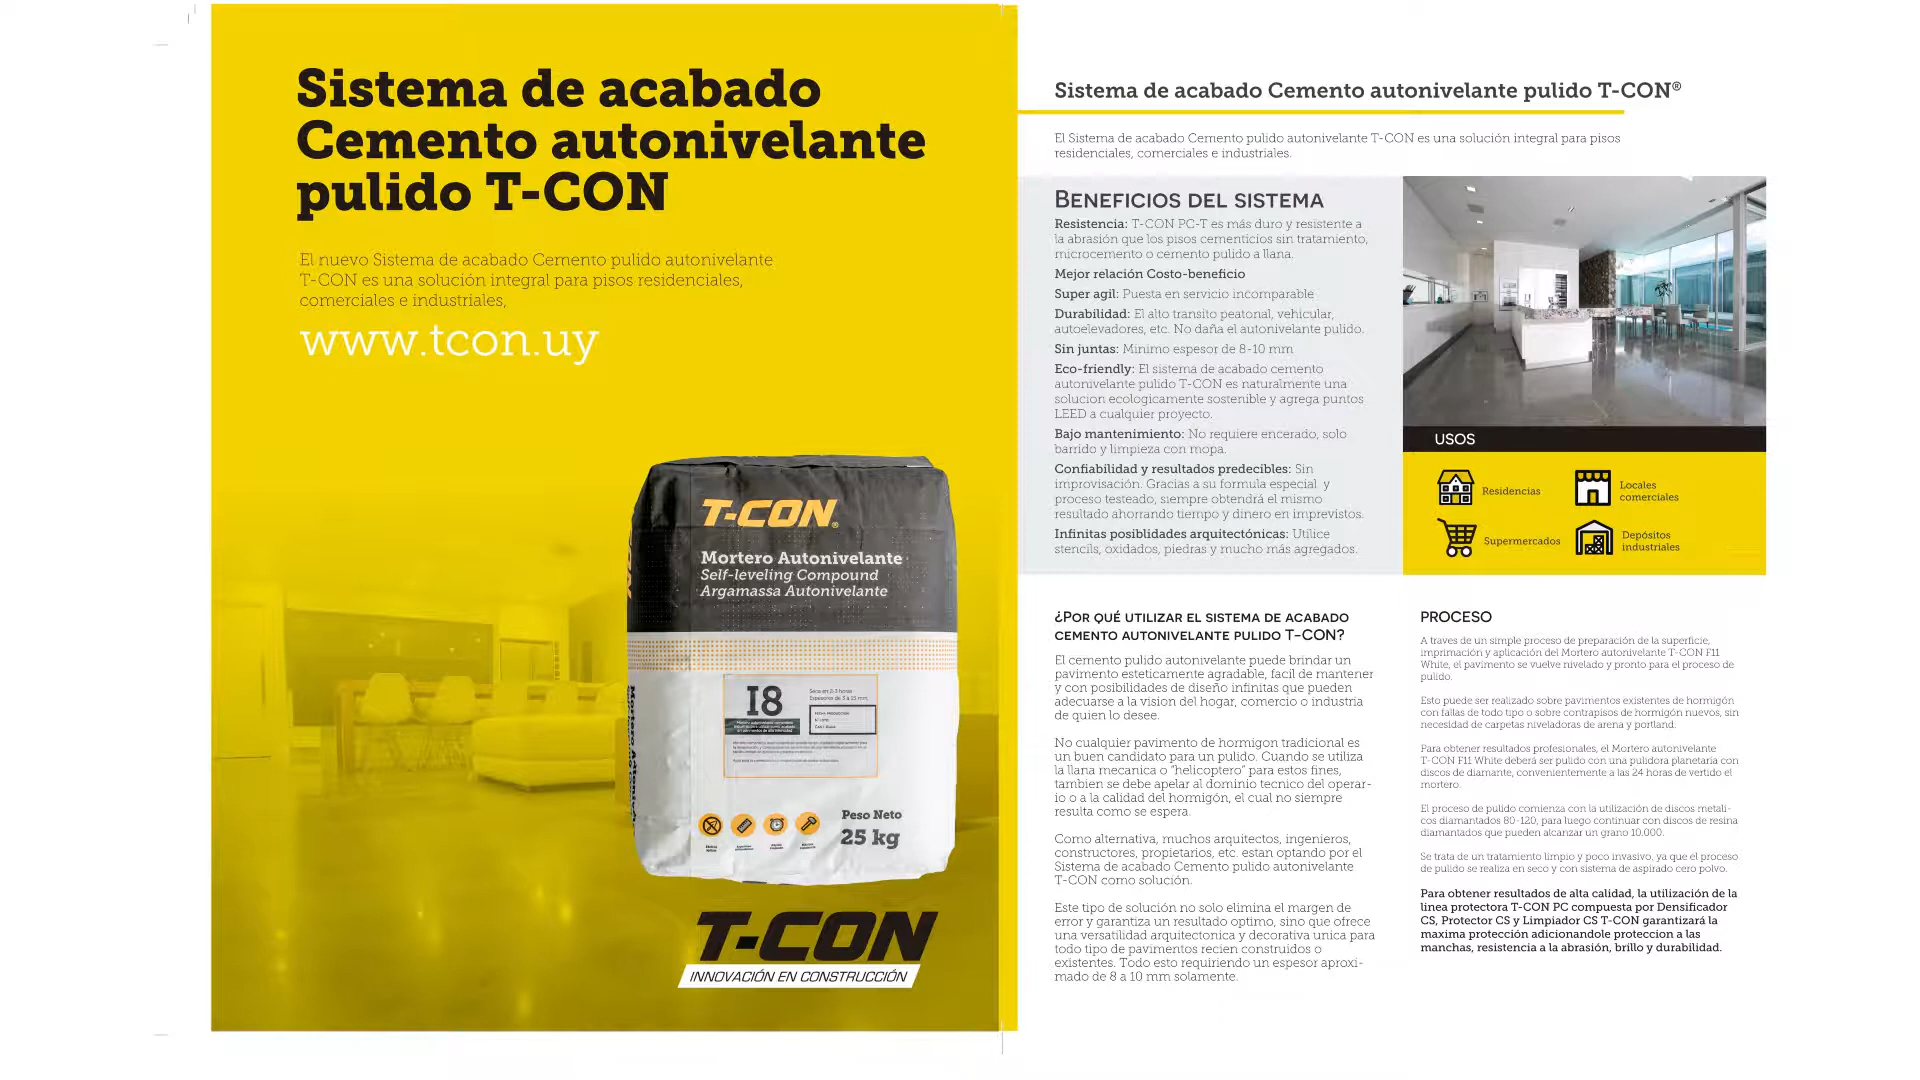 Sistema de acabado
Cemento autonivelante
pulido T-CON
El nuevo Sistema de acabado Cemento pulido autonivelante
T-CON es una solución integral para pisos residenciales,
comerciales e industriales,
www.tcon.uy
T-CON®
Mortero Autonivelante
Self-leveling Compound
Argamassa Autonivelante
I8
Peso Neto
25 kg
T-CON
INNOVACIÓN EN CONSTRUCCIÓN
Sistema de acabado Cemento autonivelante pulido T-CON®
El Sistema de acabado Cemento pulido autonivelante T-CON es una solución integral para pisos
residenciales, comerciales e industriales.
BENEFICIOS DEL SISTEMA
Resistencia: T-CON PC-T es más duro y resistente a
la abrasión que los pisos cementicios sin tratamiento,
microcemento o cemento pulido a llana.
Mejor relación Costo-beneficio
Super agil: Puesta en servicio incomparable
Durabilidad: El alto transito peatonal, vehicular,
autoelevadores, etc. No daña el autonivelante pulido.
Sin juntas: Minimo espesor de 8-10 mm
Eco-friendly: El sistema de acabado cemento
autonivelante pulido T-CON es naturalmente una
solucion ecologicamente sostenible y agrega puntos
LEED a cualquier proyecto.
Bajo mantenimiento: No requiere encerado, solo
barrido y limpieza con mopa.
Confiabilidad y resultados predecibles: Sin
improvisación. Gracias a su formula especial y
proceso testeado, siempre obtendrá el mismo
resultado ahorrando tiempo y dinero en imprevistos.
Infinitas posiblidades arquitectónicas: Utilice
stencils, oxidados, piedras y mucho más agregados.
USOS
Residencias
Locales
comerciales
Supermercados
Depósitos
industriales
¿POR QUÉ UTILIZAR EL SISTEMA DE ACABADO
CEMENTO AUTONIVELANTE PULIDO T-CON?
El cemento pulido autonivelante puede brindar un
pavimento esteticamente agradable, facil de mantener
y con posibilidades de diseño infinitas que pueden
adecuarse a la vision del hogar, comercio o industria
de quien lo desee.
No cualquier pavimento de hormigon tradicional es
un buen candidato para un pulido. Cuando se utiliza
la llana mecanica o "helicoptero" para estos fines,
tambien se debe apelar al dominio tecnico del operar-
io o a la calidad del hormigón, el cual no siempre
resulta como se espera.
Como alternativa, muchos arquitectos, ingenieros,
constructores, propietarios, etc. estan optando por el
Sistema de acabado Cemento pulido autonivelante
T-CON como solución.
Este tipo de solución no solo elimina el margen de
error y garantiza un resultado optimo, sino que ofrece
una versatilidad arquitectonica y decorativa unica para
todo tipo de pavimentos recien construidos o
existentes. Todo esto requiriendo un espesor aproxi-
mado de 8 a 10 mm solamente.
PROCESO
A traves de un simple proceso de preparación de la superficie,
imprimación y aplicación del Mortero autonivelante T-CON F11
White, el pavimento se vuelve nivelado y pronto para el proceso de
pulido.
Esto puede ser realizado sobre pavimentos existentes de hormigón
con fallas de todo tipo o sobre contrapisos de hormigón nuevos, sin
necesidad de carpetas niveladoras de arena y portland.
Para obtener resultados profesionales, el Mortero autonivelante
T-CON F11 White deberá ser pulido con una pulidora planetaria con
discos de diamante, convenientemente a las 24 horas de vertido el
mortero.
El proceso de pulido comienza con la utilización de discos metali-
cos diamantados 80-120, para luego continuar con discos de resina
diamantados que pueden alcanzar un grano 10.000.
Se trata de un tratamiento limpio y poco invasivo, ya que el proceso
de pulido se realiza en seco y con sistema de aspirado cero polvo.
Para obtener resultados de alta calidad, la utilización de la
linea protectora T-CON PC compuesta por Densificador
CS, Protector CS y Limpiador CS T-CON garantizará la
maxima protección adicionandole proteccion a las
manchas, resistencia a la abrasión, brillo y durabilidad.